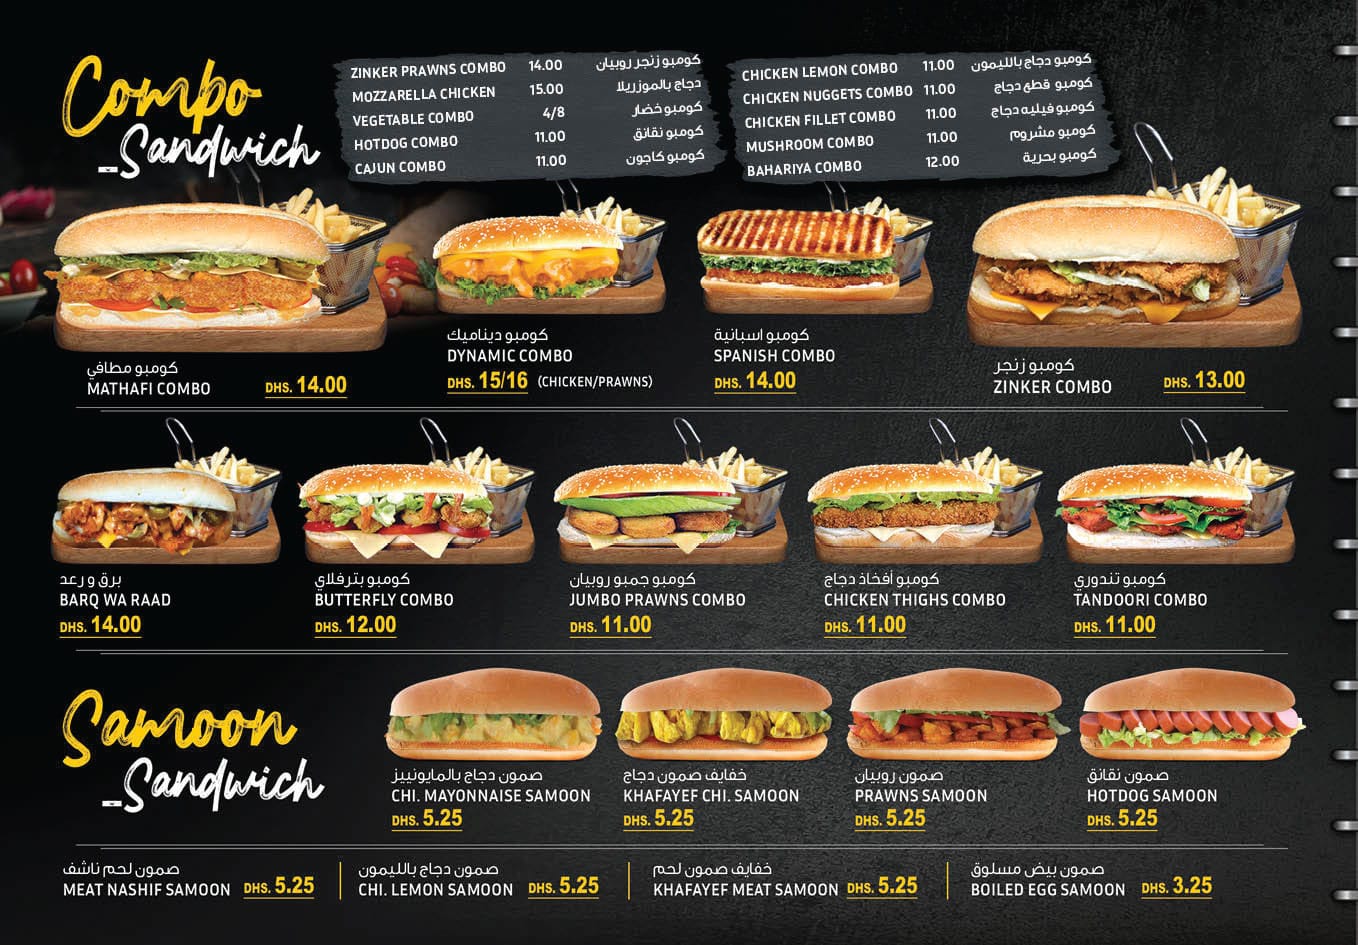 Combo
Sandwich
ZINKER PRAWNS COMBO 14.00 كومبو زنجر روبيان
MOZZARELLA CHICKEN 15.00 دجاج بالموزريلا
VEGETABLE COMBO 4/8 كومبو خضار
HOTDOG COMBO 11.00 كومبو نقانق
CAJUN COMBO 11.00 كومبو كاجون
CHICKEN LEMON COMBO 11.00 كومبو دجاج بالليمون
CHICKEN NUGGETS COMBO 11.00 كومبو قطع دجاج
CHICKEN FILLET COMBO 11.00 كومبو فيليه دجاج
MUSHROOM COMBO 11.00 كومبو مشروم
BAHARIYA COMBO 12.00 كومبو بحرية
كومبو مطافي
MATHAFI COMBO DHS. 14.00
كومبو ديناميك
DYNAMIC COMBO
DHS. 15/16 (CHICKEN/PRAWNS)
كومبو اسبانية
SPANISH COMBO
DHS. 14.00
كومبو زنجر
ZINKER COMBO DHS. 13.00
برق و رعد
BARQ WA RAAD
DHS. 14.00
كومبو بترفلاي
BUTTERFLY COMBO
DHS. 12.00
كومبو جمبو روبيان
JUMBO PRAWNS COMBO
DHS. 11.00
كومبو أفخاذ دجاج
CHICKEN THIGHS COMBO
DHS. 11.00
كومبو تندوري
TANDOORI COMBO
DHS. 11.00
Samoon
Sandwich
صمون دجاج بالمايونييز
CHI. MAYONNAISE SAMOON
DHS. 5.25
خفايف صمون دجاج
KHAFAYEF CHI. SAMOON
DHS. 5.25
صمون روبيان
PRAWNS SAMOON
DHS. 5.25
صمون نقانق
HOTDOG SAMOON
DHS. 5.25
صمون لحم ناشف
MEAT NASHIF SAMOON DHS. 5.25
صمون دجاج بالليمون
CHI. LEMON SAMOON DHS. 5.25
خفايف صمون لحم
KHAFAYEF MEAT SAMOON DHS. 5.25
صمون بيض مسلوق
BOILED EGG SAMOON DHS. 3.25